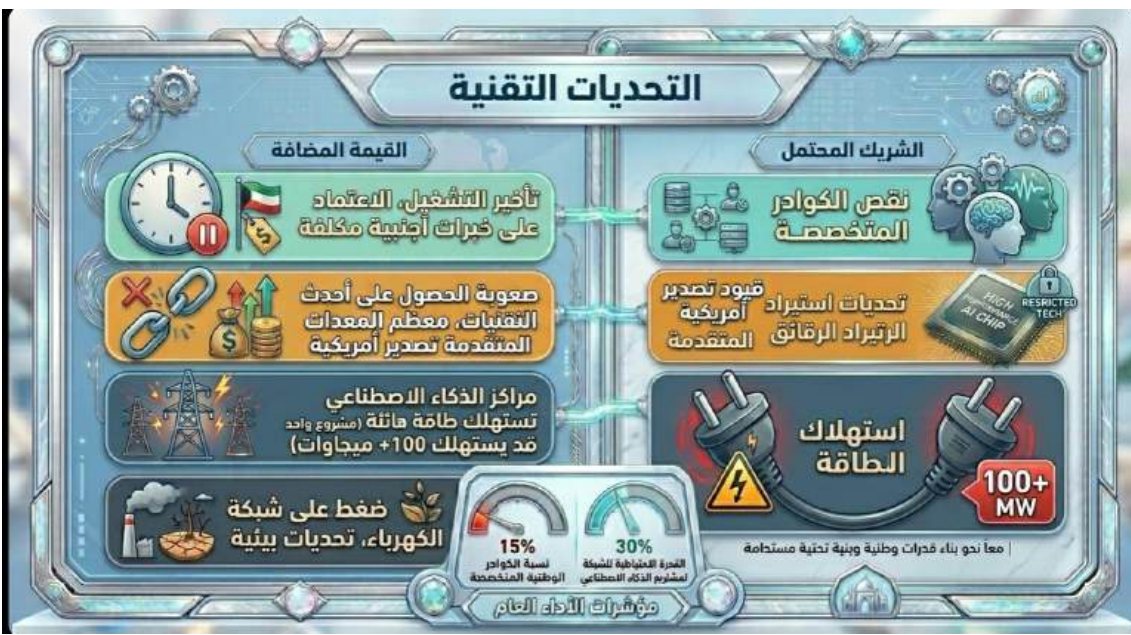 التحديات التقنية
الشريك المحتمل
القيمة المضافة
نقص الكوادر
المتخصصة
تأخير التشغيل، الاعتماد
على خبرات أجنبية مكلفة
تحديات استيراد
الرتيراد الرقائق
قيود تصدير
أمريكية
المتقدمة
HIGH
AI CHIP
RESRICTED
TECH
صعوبة الحصول على أحدث
التقنيات، معظم المعدات
المتقدمة تصدير أمريكية
استهلاك
الطاقة
100+
MW
مراكز الذكاء الاصطناعي
تستهلك طاقة هائلة (مشروع واحد
قد يستهلك 100+ ميجاوات)
ضغط على شبكة
الكهرباء، تحديات بيئية
30%
القدرة الاحتياطية للشبكة
الذكاء الاصطناعي
15%
نسبة الكوادر
الوطنية المتخصصة
مؤشرات الأداء العام
| معاً نحو بناء قدرات وطنية وبنية تحتية مستدامة